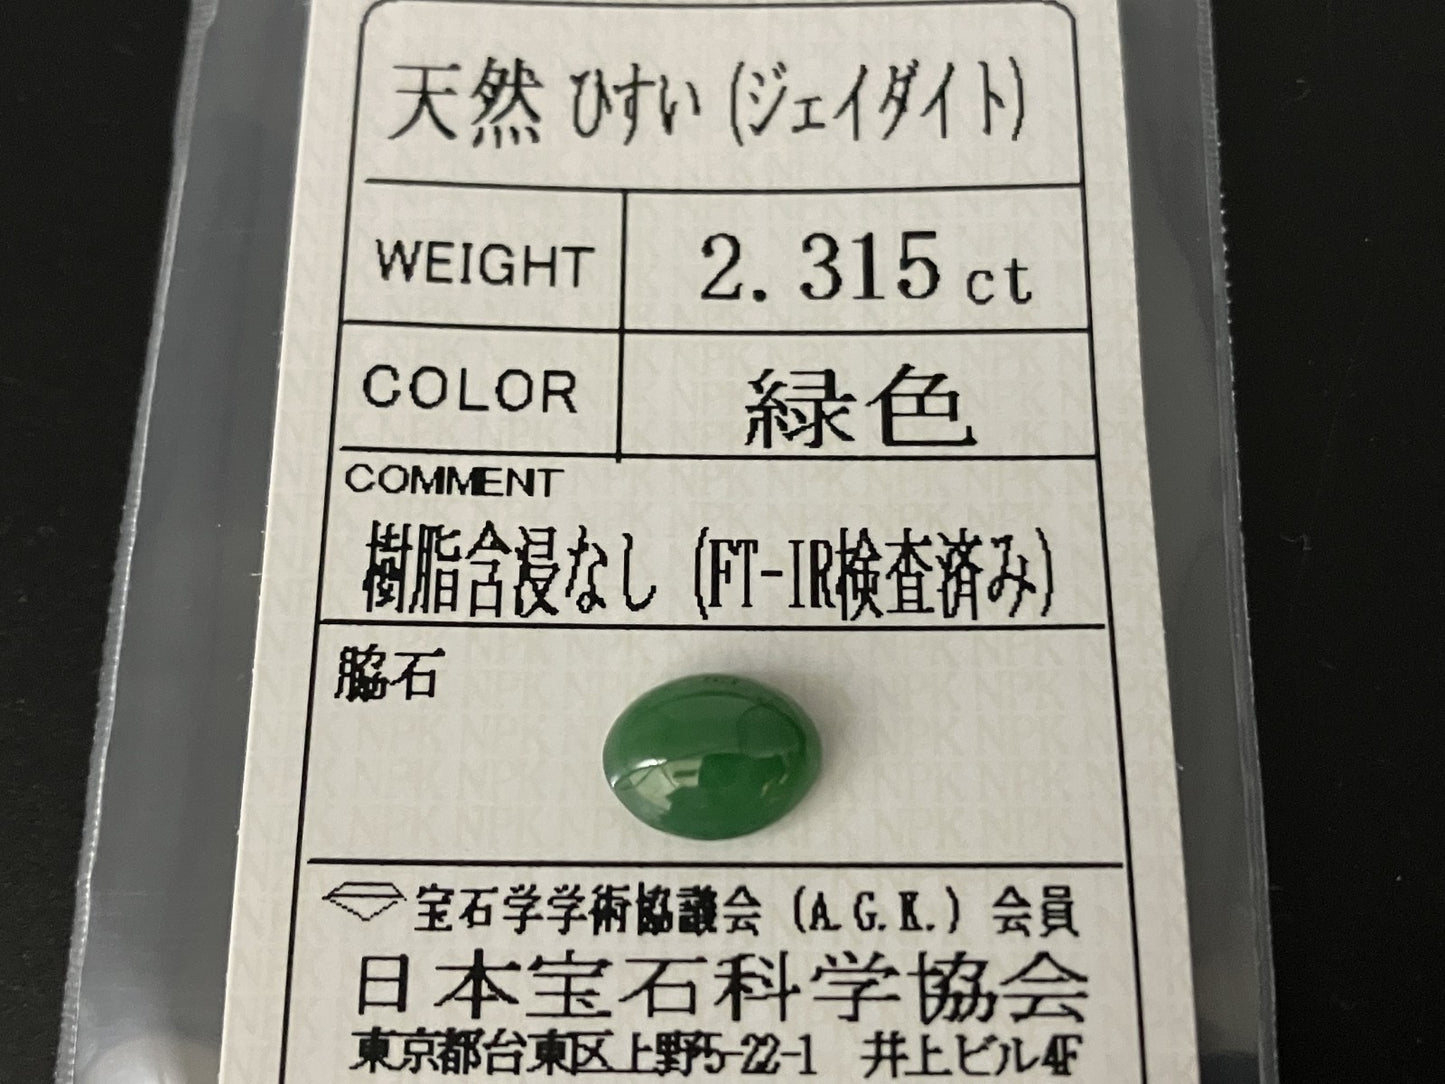 天然 ひすい (ジェイダイト)
WEIGHT 2.315 ct
COLOR 緑色
COMMENT
樹脂含浸なし (FT-IR検査済み)
脇石
宝石学学術協議会 (A.G.K.) 会員
日本宝石科学協会
東京都台東区上野5-22-1 井上ビル4F